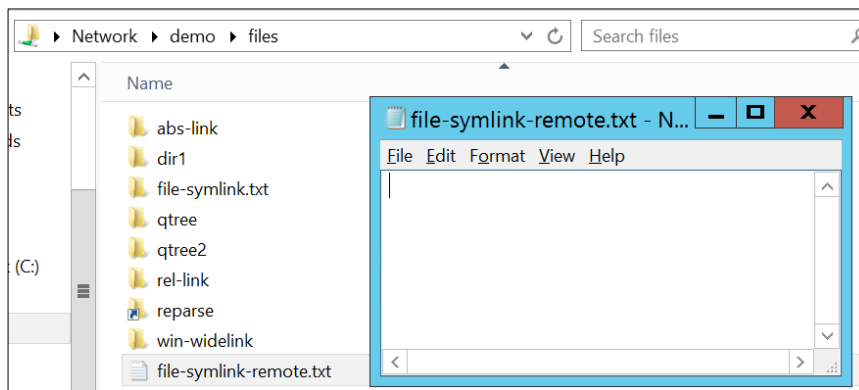 Network demo files
Search files
Name
ts
ds
(C:)
abs-link
dir1
file-symlink.txt
qtree
qtree2
rel-link
reparse
win-widelink
file-symlink-remote.txt
file-symlink-remote.txt - N...
File Edit Format View Help